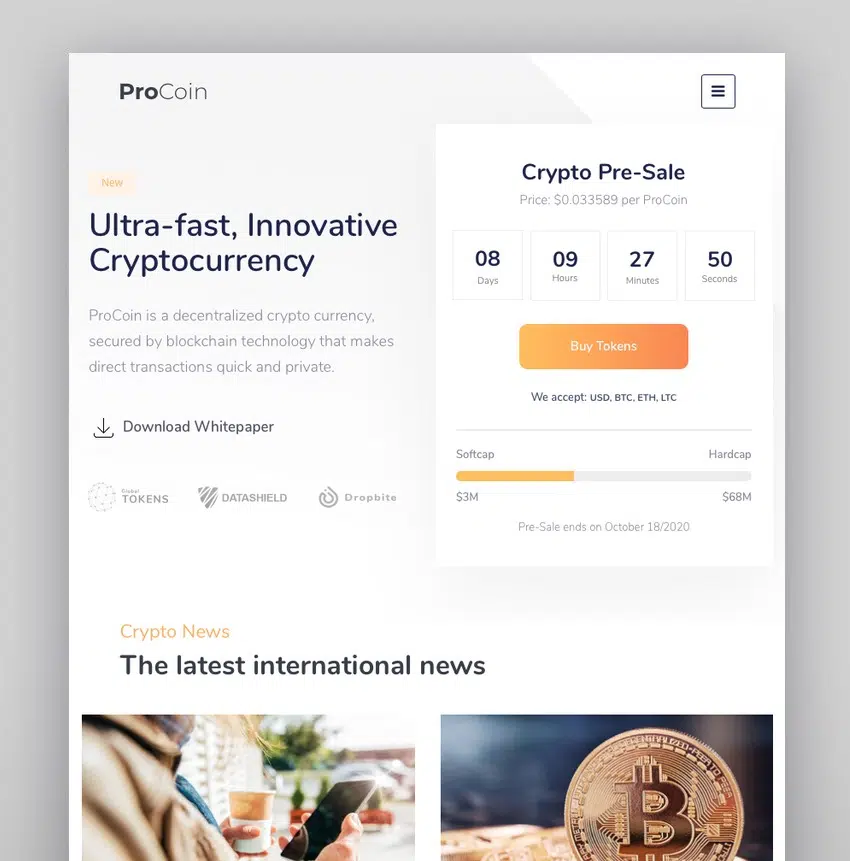 ProCoin
New
Ultra-fast, Innovative
Cryptocurrency
ProCoin is a decentralized crypto currency,
secured by blockchain technology that makes
direct transactions quick and private.
Download Whitepaper
Global
TOKENS
DATASHIELD
Dropbite
Crypto Pre-Sale
Price: $0.033589 per ProCoin
08
Days
09
Hours
27
Minutes
50
Seconds
Buy Tokens
We accept: USD, BTC, ETH, LTC
Softcap Hardcap
$3M $68M
Pre-Sale ends on October 18/2020
Crypto News
The latest international news